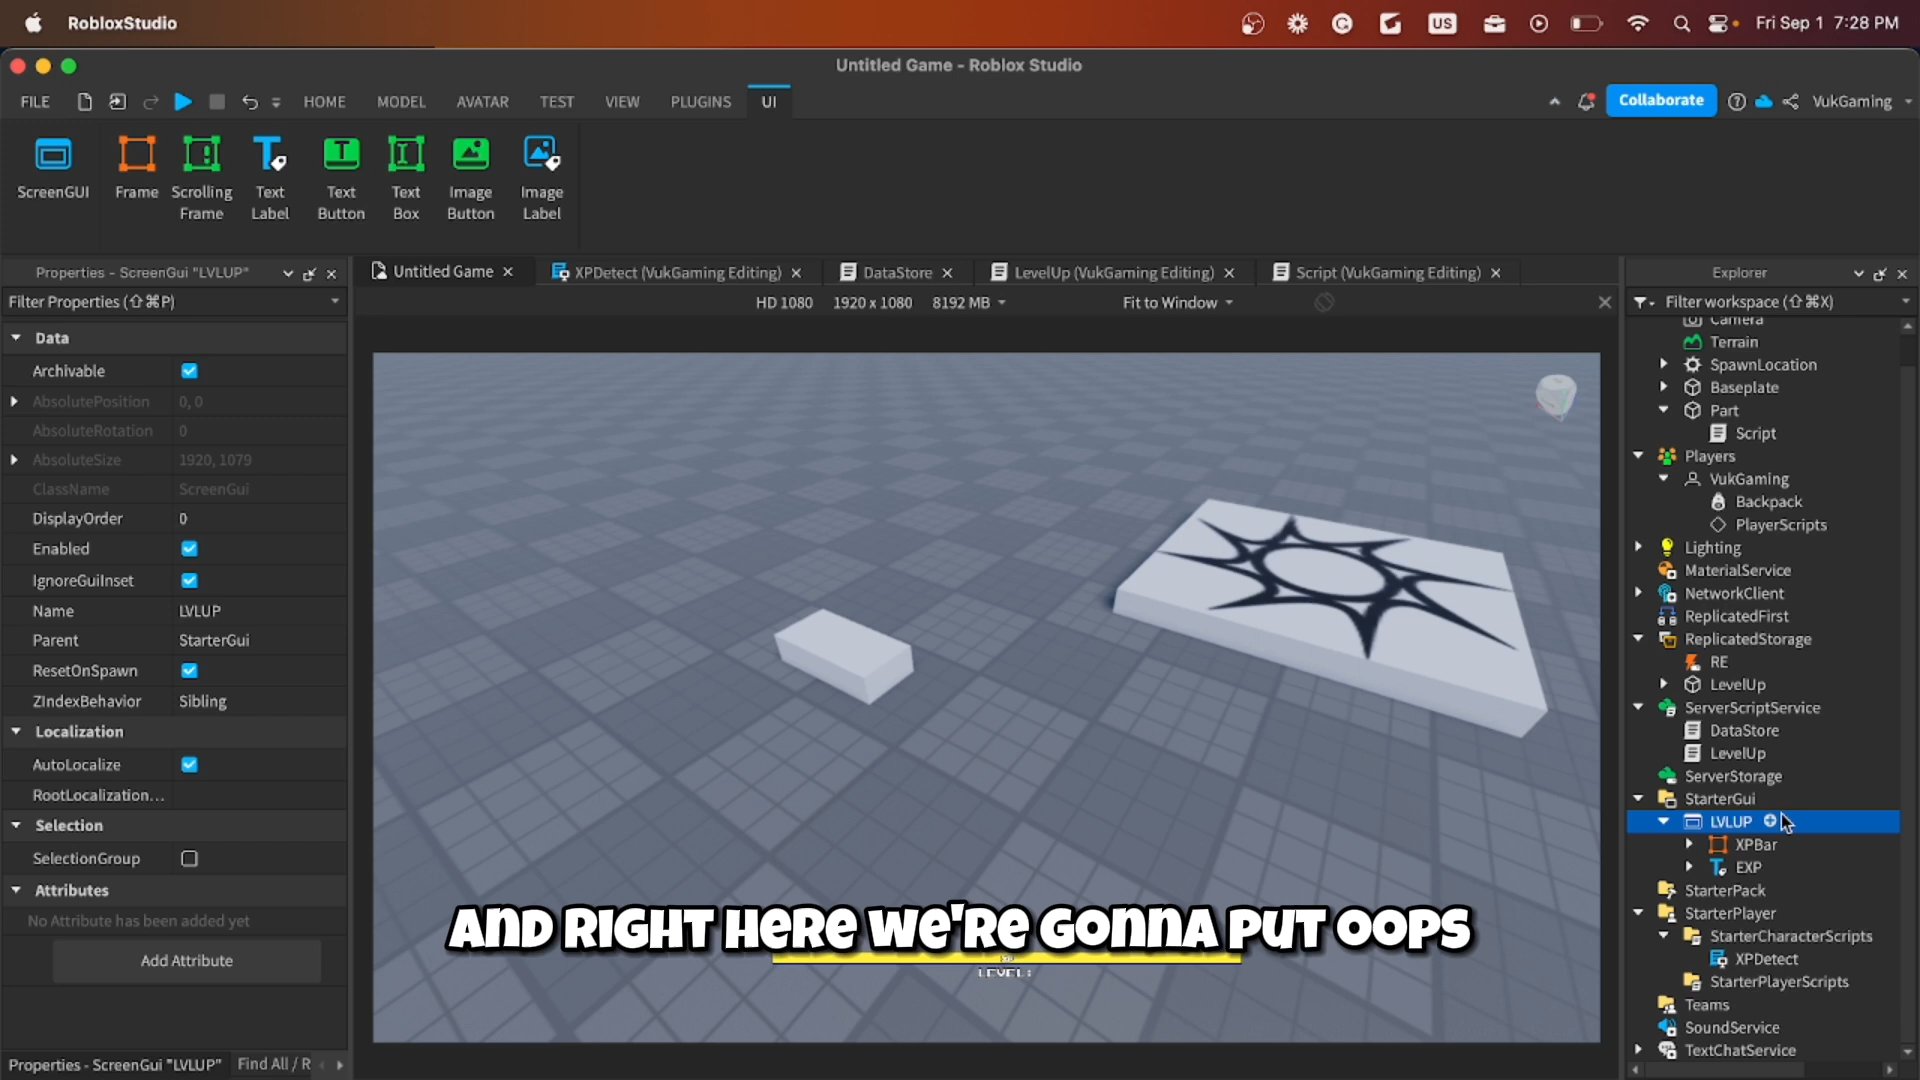 RobloxStudio
US
Fri Sep 1 7:28 PM
Untitled Game - Roblox Studio
FILE
HOME
MODEL
AVATAR
TEST
VIEW
PLUGINS
UI
Collaborate
VukGaming
ScreenGUI
Frame
Scrolling
Frame
Text
Label
Text
Button
Text
Box
Image
Button
Image
Label
Properties - ScreenGui "LVLUP"
Filter Properties (⇧⌘P)
Data
Archivable
AbsolutePosition 0, 0
AbsoluteRotation 0
AbsoluteSize 1920, 1079
ClassName ScreenGui
DisplayOrder 0
Enabled
IgnoreGuiInset
Name LVLUP
Parent StarterGui
ResetOnSpawn
ZIndexBehavior Sibling
Localization
AutoLocalize
RootLocalization...
Selection
SelectionGroup
Attributes
No Attribute has been added yet
Add Attribute
Properties - ScreenGui "LVLUP"
Find All / R
Untitled Game
XPDetect (VukGaming Editing)
DataStore
LevelUp (VukGaming Editing)
Script (VukGaming Editing)
HD 1080 1920 x 1080 8192 MB
Fit to Window
AND RIGHT HERE WE'RE GONNA PUT OOPS
LEVEL:
Explorer
Filter workspace (⇧⌘X)
Camera
Terrain
SpawnLocation
Baseplate
Part
Script
Players
VukGaming
Backpack
PlayerScripts
Lighting
MaterialService
NetworkClient
ReplicatedFirst
ReplicatedStorage
RE
LevelUp
ServerScriptService
DataStore
LevelUp
ServerStorage
StarterGui
LVLUP
XPBar
EXP
StarterPack
StarterPlayer
StarterCharacterScripts
XPDetect
StarterPlayerScripts
Teams
SoundService
TextChatService